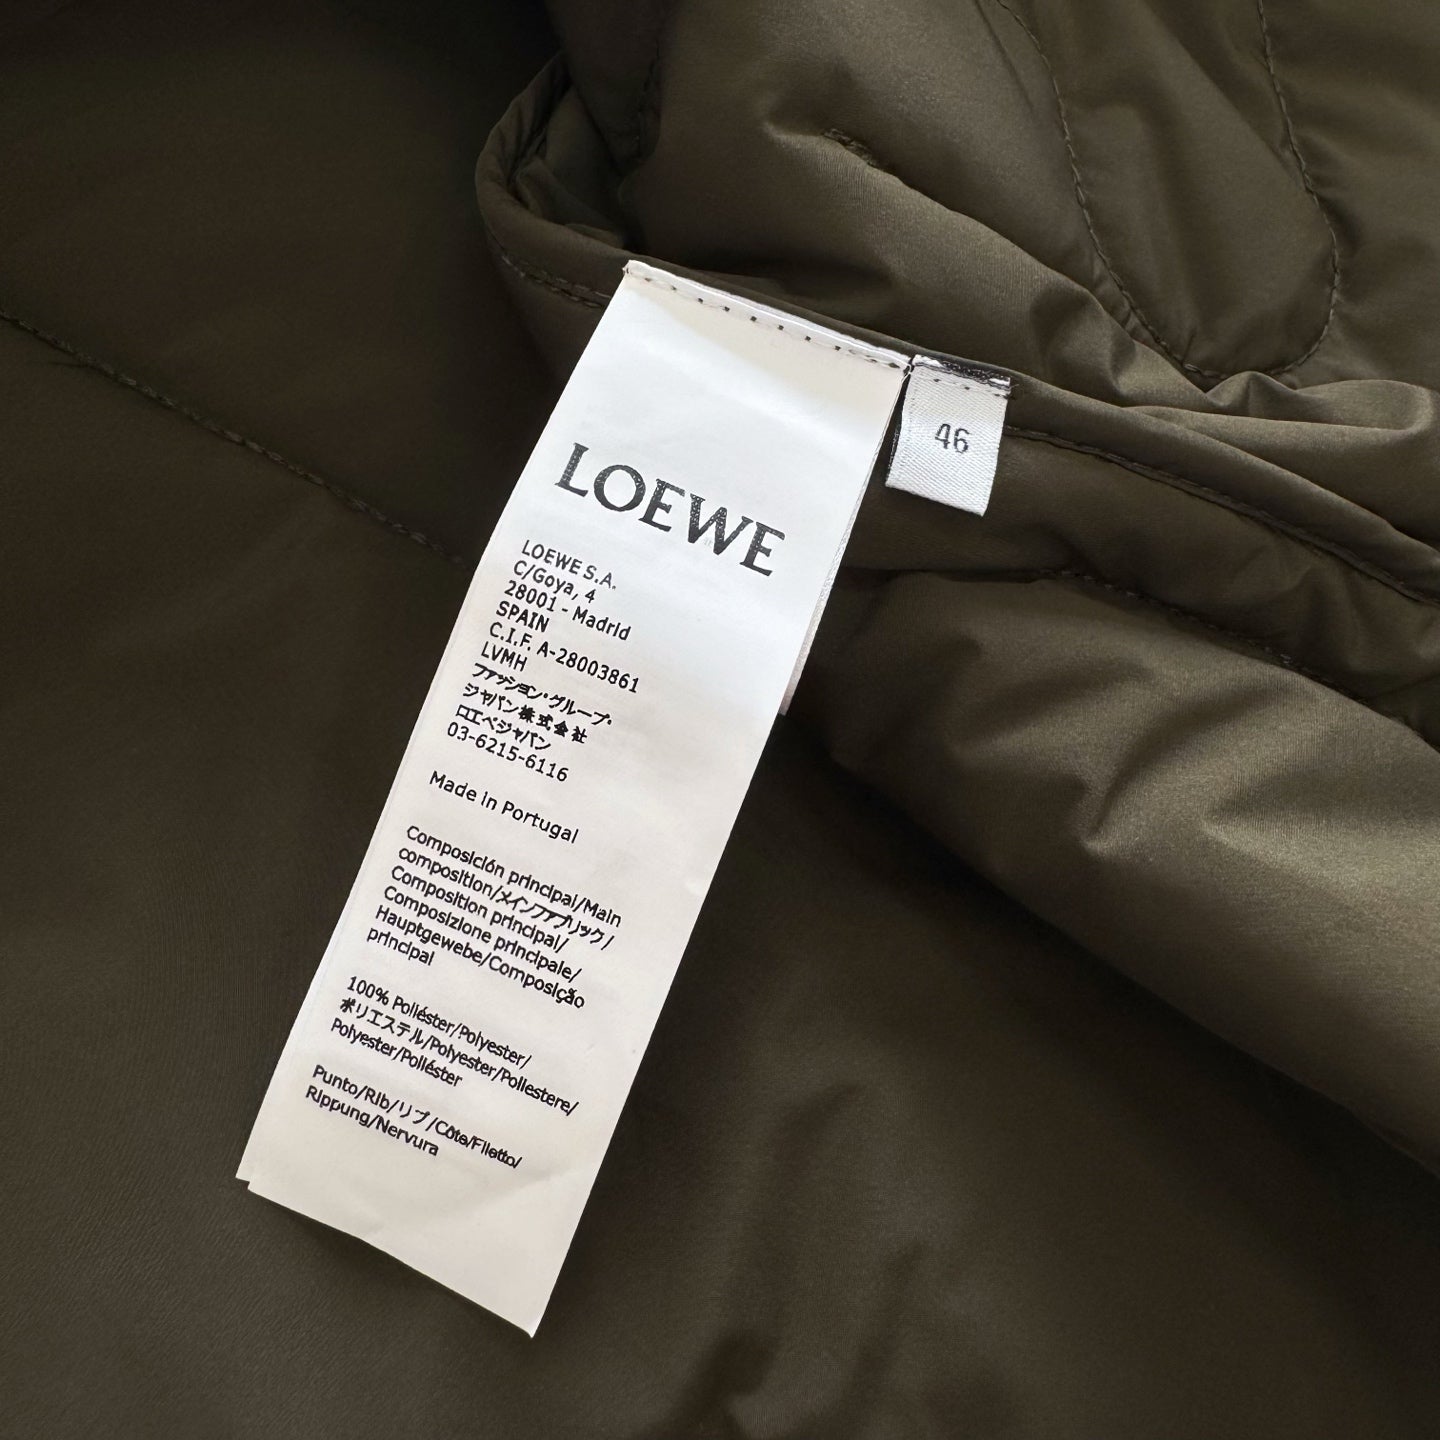 LOEWE
LOEWE S.A.
C/Goya, 4
28001 - Madrid
SPAIN
C.I.F. A-28003861
LVMH
ファッション・グループ・
ジャパン株式会社
ロエベジャパン
03-6215-6116
Made in Portugal
Composición principal/Main
composition/メインファブリック/
Composition principal/
Composizione principale/
Hauptgewebe/Composição
principal
100% Poliéster/Polyester/
ポリエステル/Polyester/Poliestere/
Polyester/Poliéster
Punto/Rib/リブ/Côte/Filetto/
Rippung/Nervura
46